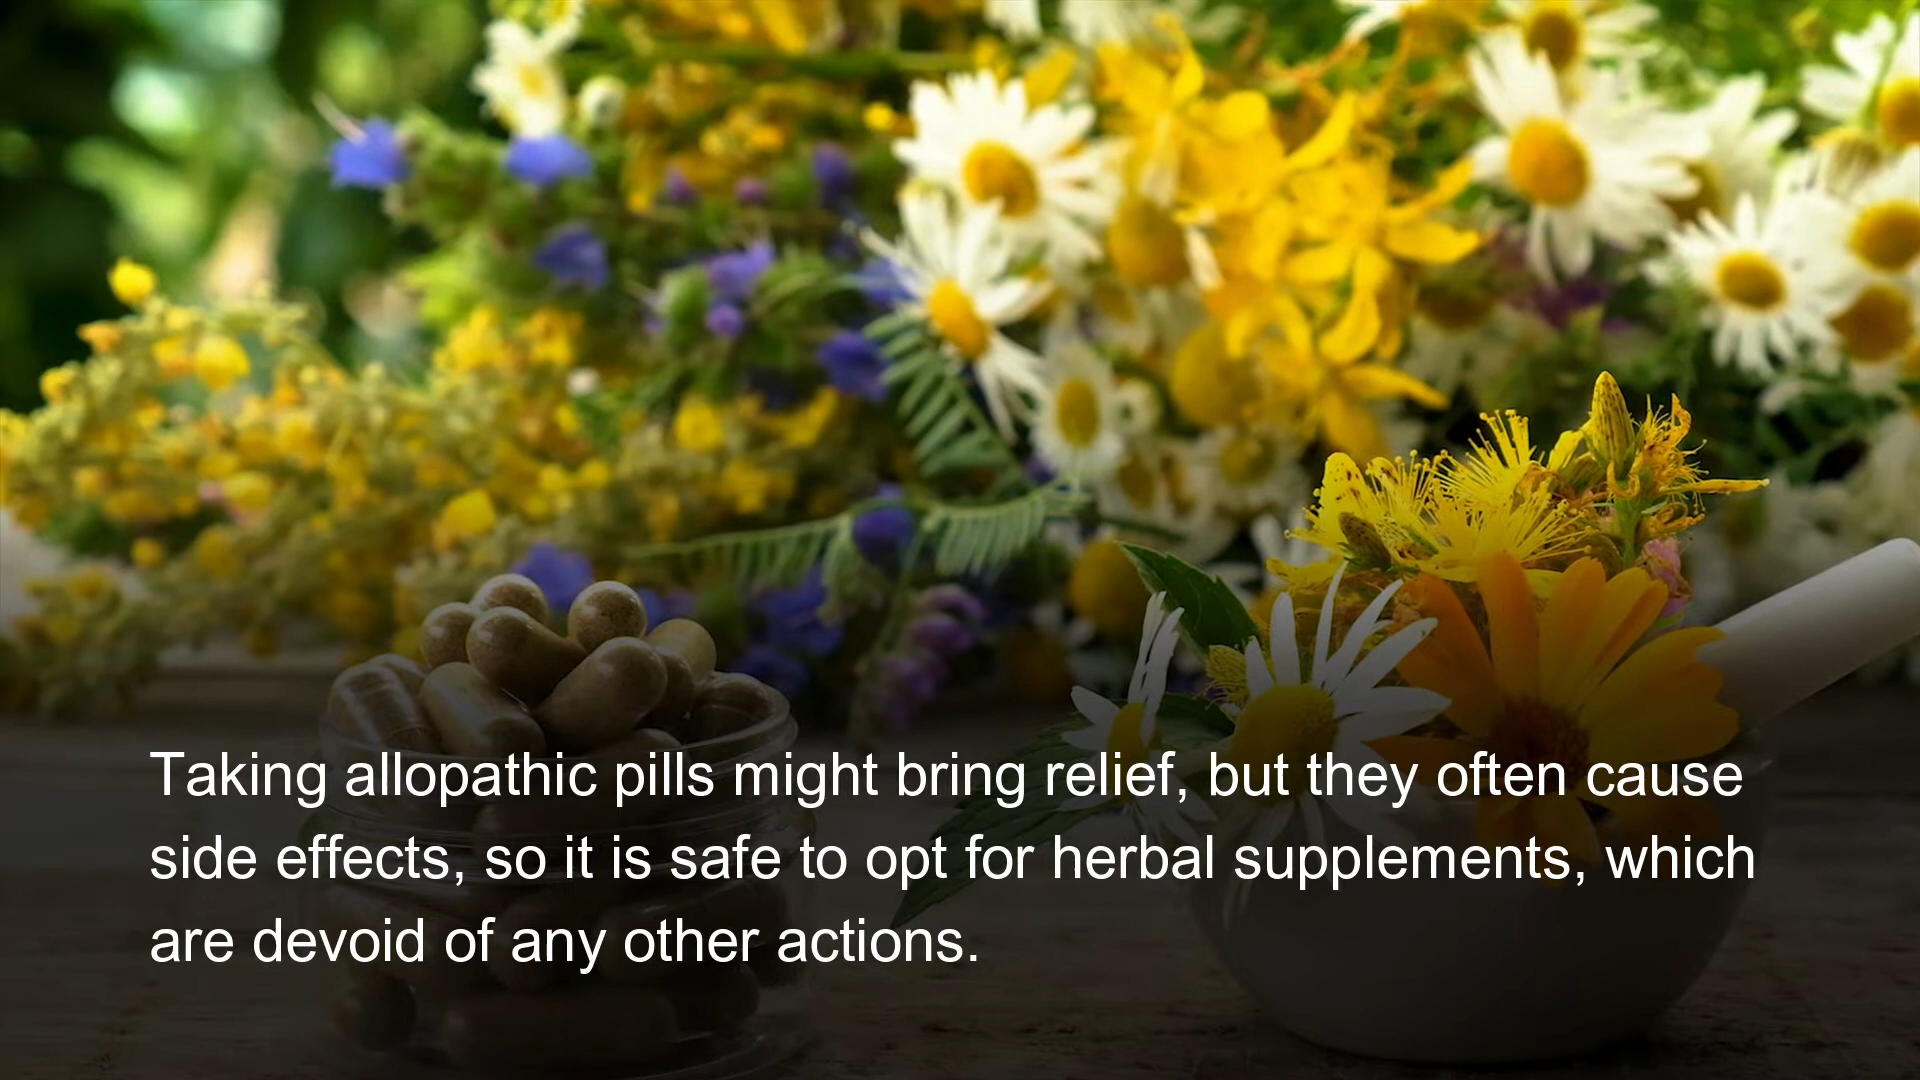 Taking allopathic pills might bring relief, but they often cause
side effects, so it is safe to opt for herbal supplements, which
are devoid of any other actions.